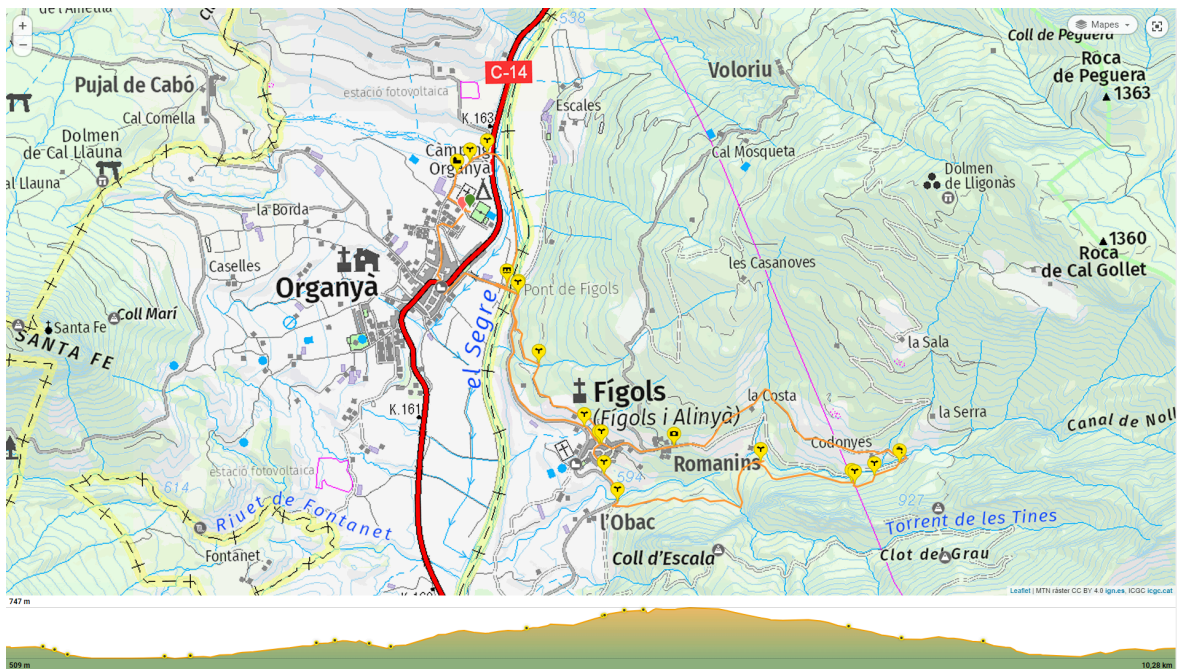 de l'Ametlla
538
Mapes
+
−
Coll de Peguera
Roca
de Peguera
1363
C-14
Voloriu
Pujal de Cabó
estació fotovoltaica
Escales
Cal Comella
K.163
Dolmen
de Cal Llauna
Camping
Organyà
Cal Mosqueta
Dolmen
de Lligonàs
al Llauna
la Borda
1360
Roca
de Cal Gollet
Caselles
les Casanoves
Organyà
Pont de Fígols
el Segre
Coll Marí
Santa Fe
SANTA FE
la Sala
Fígols
(Fígols i Alinyà)
la Costa
K.161
la Serra
Canal de Noll
Codonyes
Romanins
estació fotovoltaica
594
614
927
Riuet de Fontanet
l'Obac
Torrent de les Tines
Fontanet
Coll d'Escala
Clot del Grau
Leaflet | MTN ráster CC BY 4.0 ign.es, ICGC icgc.cat
747 m
509 m
10,28 km